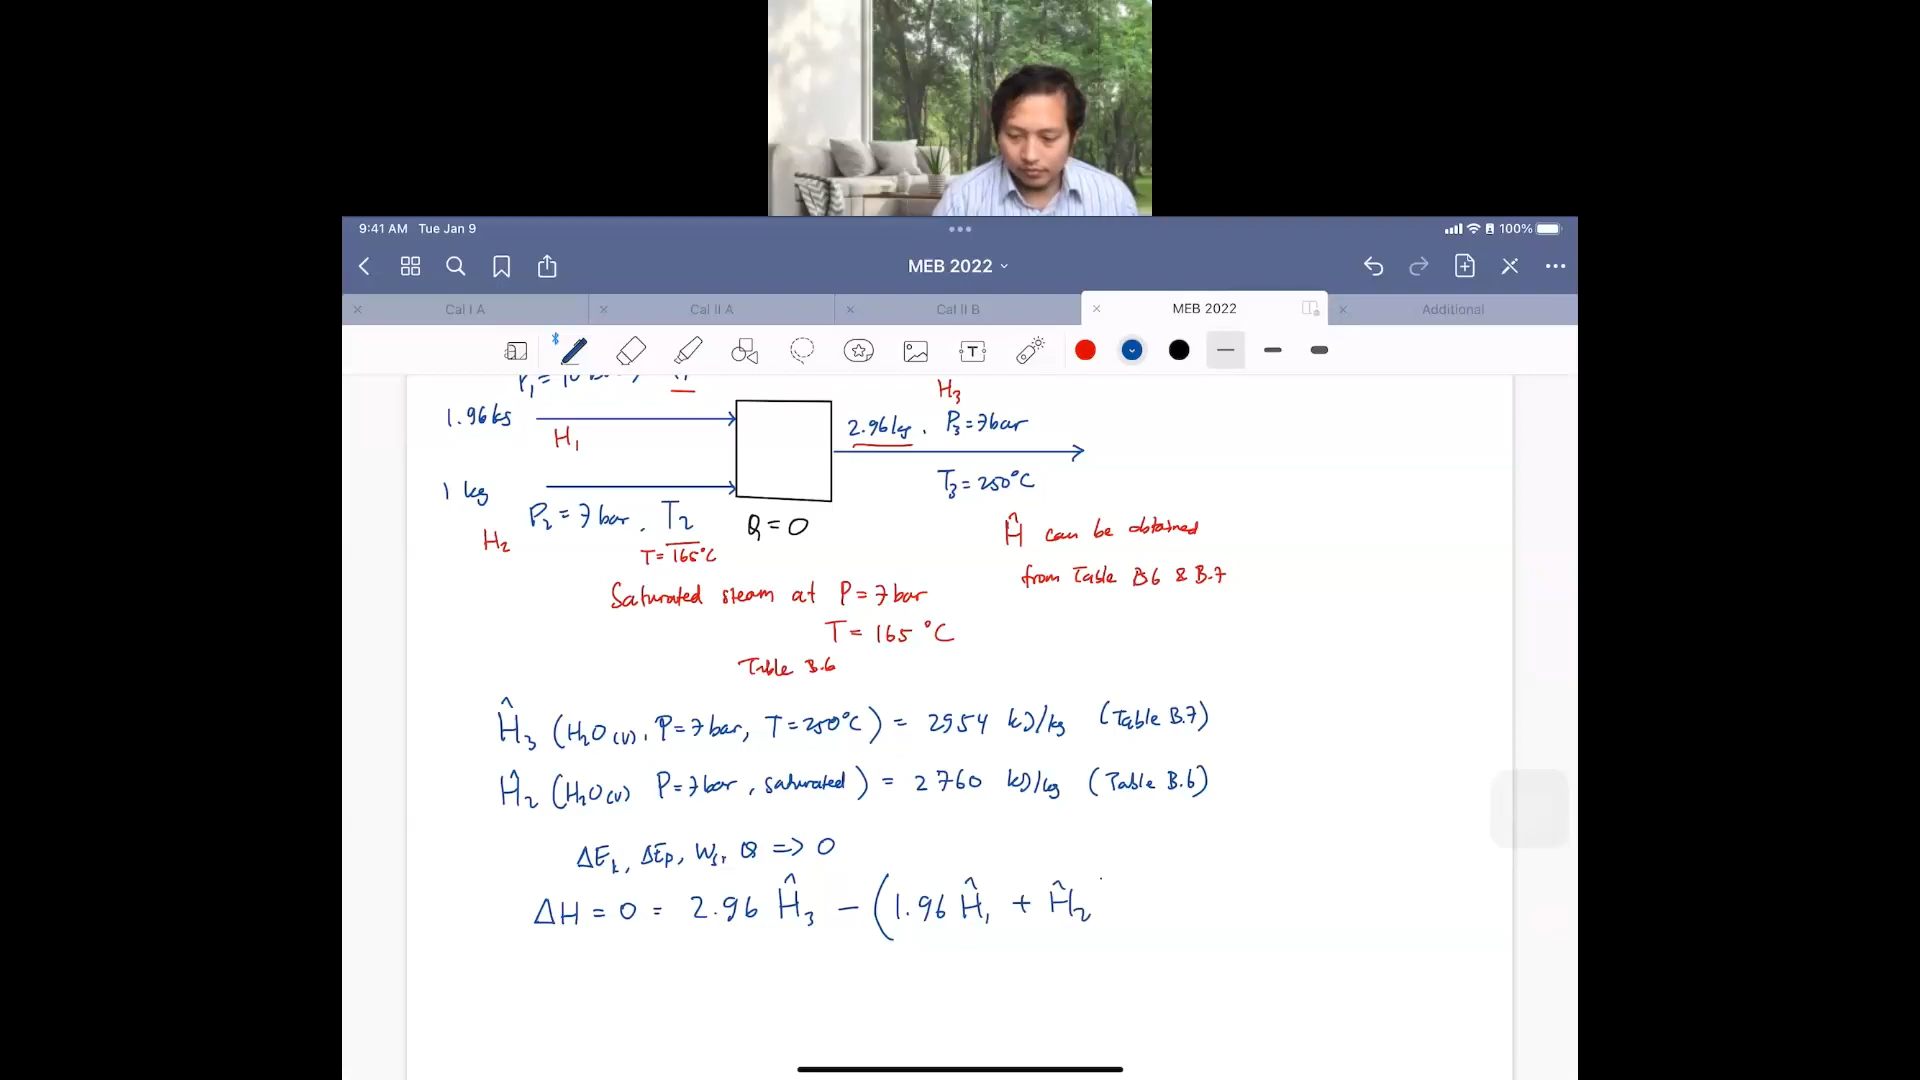 9:41 AM Tue Jan 9
100%
MEB 2022
Cal I A
Cal II A
Cal II B
MEB 2022
Additional
T
P₁ = 10
H₃
1.96 kg
H₁
2.96 kg . P₃ = 7 bar
T₃ = 250°C
1 kg
P₂ = 7 bar . T₂
H₂
T = 165°C
Q = 0
Ĥ can be obtained
from Table B6 & B.7
Saturated steam at P = 7 bar
T = 165 °C
Table B.6
Ĥ₃ (H₂O (v), P = 7 bar, T = 250°C) = 2954 kJ/kg (Table B.7)
Ĥ₂ (H₂O (v) P = 7 bar, saturated) = 2760 kJ/kg (Table B.6)
ΔEₖ, ΔEp, Wₛ, Q => 0
ΔH = 0 = 2.96 Ĥ₃ − (1.96 Ĥ₁ + Ĥ₂